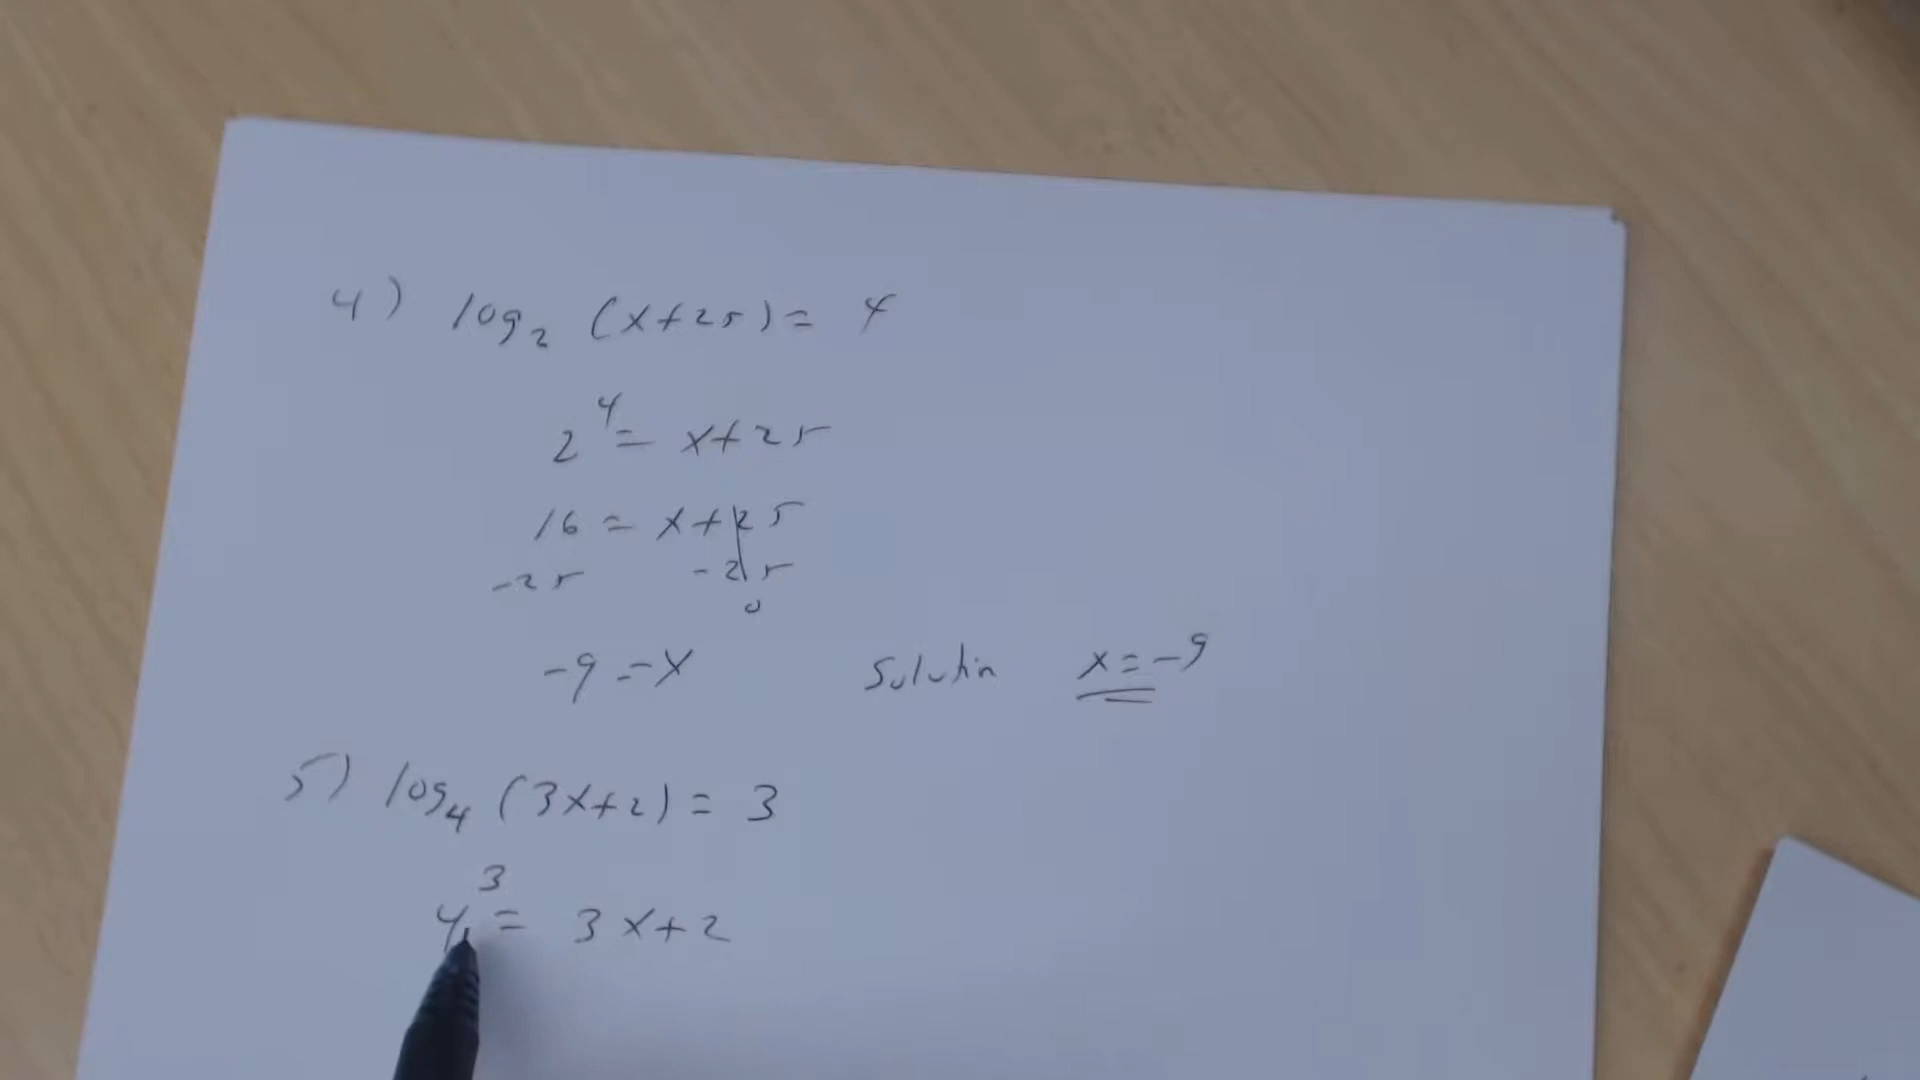 4) log₂ (x+25) = 4
2⁴ = x+25
16 = x+25
-25 -25
0
-9 = x Solutin x = -9
5) log₄ (3x+2) = 3
4³ = 3x+2